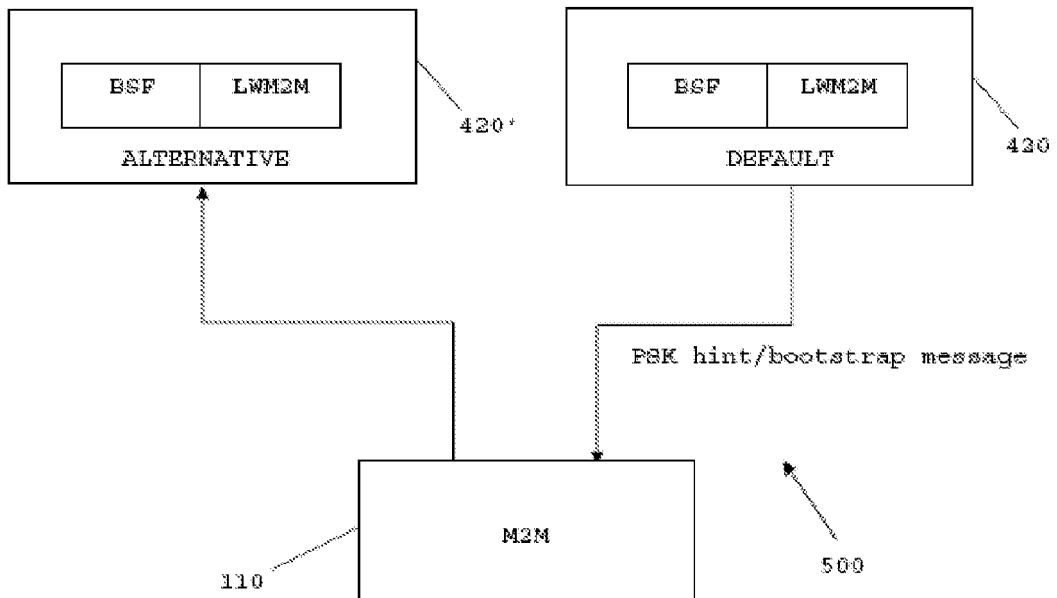 BSF LWM2M
ALTERNATIVE
420'
BSF LWM2M
DEFAULT
420
PSK hint/bootstrap message
M2M
110
500